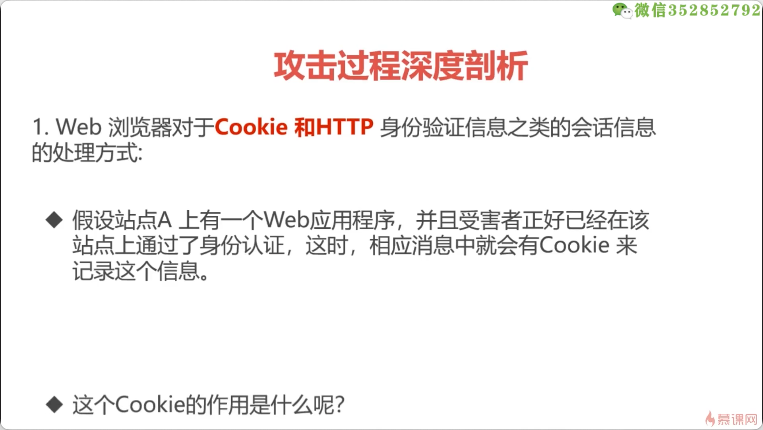 微信352852792
攻击过程深度剖析
1. Web 浏览器对于Cookie 和HTTP 身份验证信息之类的会话信息
的处理方式:
◆ 假设站点A 上有一个Web应用程序，并且受害者正好已经在该
站点上通过了身份认证，这时，相应消息中就会有Cookie 来
记录这个信息。
◆ 这个Cookie的作用是什么呢?
慕课网